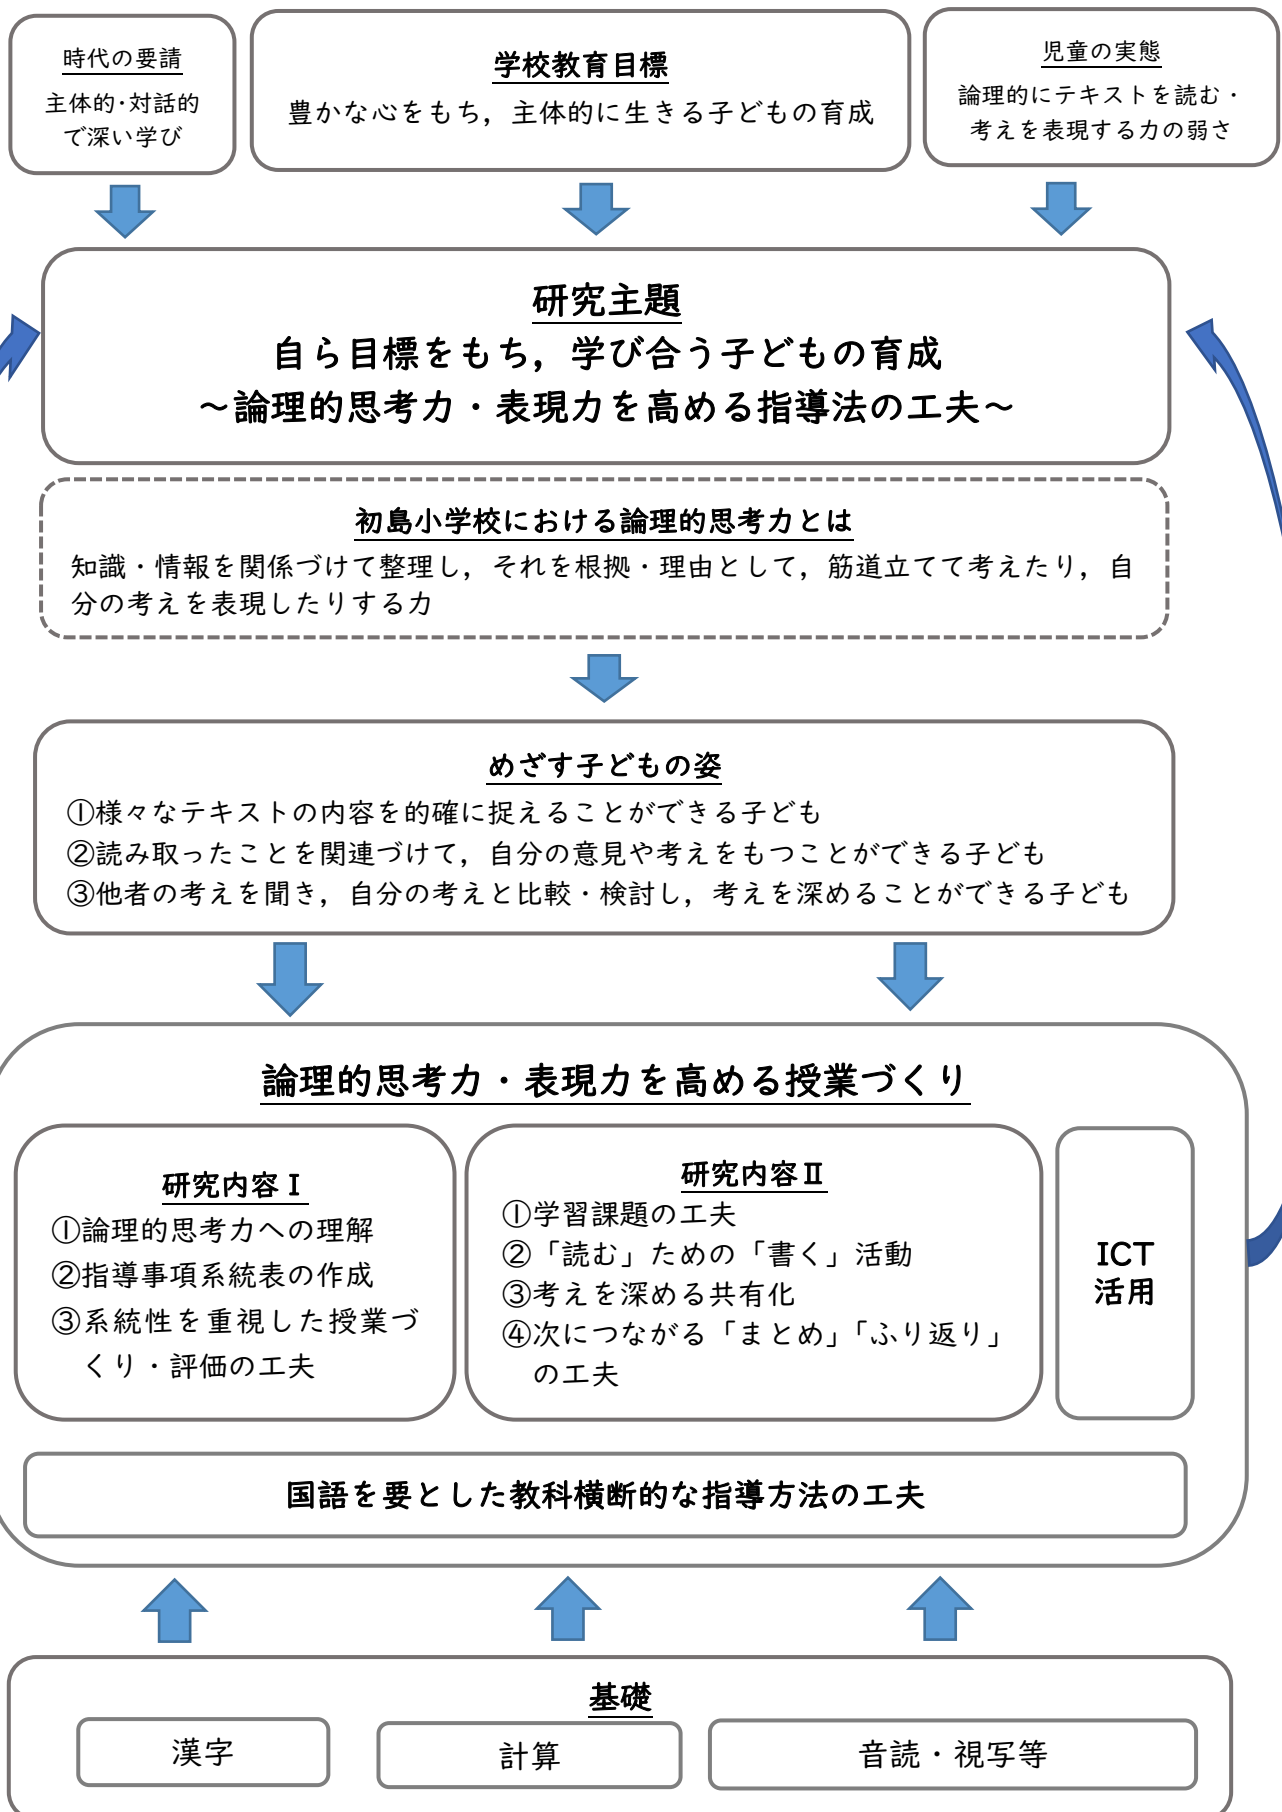 時代の要請
主体的・対話的
で深い学び
学校教育目標
豊かな心をもち，主体的に生きる子どもの育成
児童の実態
論理的にテキストを読む・
考えを表現する力の弱さ
研究主題
自ら目標をもち，学び合う子どもの育成
～論理的思考力・表現力を高める指導法の工夫～
初島小学校における論理的思考力とは
知識・情報を関係づけて整理し，それを根拠・理由として，筋道立てて考えたり，自
分の考えを表現したりする力
めざす子どもの姿
①様々なテキストの内容を的確に捉えることができる子ども
②読み取ったことを関連づけて，自分の意見や考えをもつことができる子ども
③他者の考えを聞き，自分の考えと比較・検討し，考えを深めることができる子ども
論理的思考力・表現力を高める授業づくり
研究内容Ⅰ
①論理的思考力への理解
②指導事項系統表の作成
③系統性を重視した授業づ
くり・評価の工夫
研究内容Ⅱ
①学習課題の工夫
②「読む」ための「書く」活動
③考えを深める共有化
④次につながる「まとめ」「ふり返り」
の工夫
ICT
活用
国語を要とした教科横断的な指導方法の工夫
基礎
漢字
計算
音読・視写等